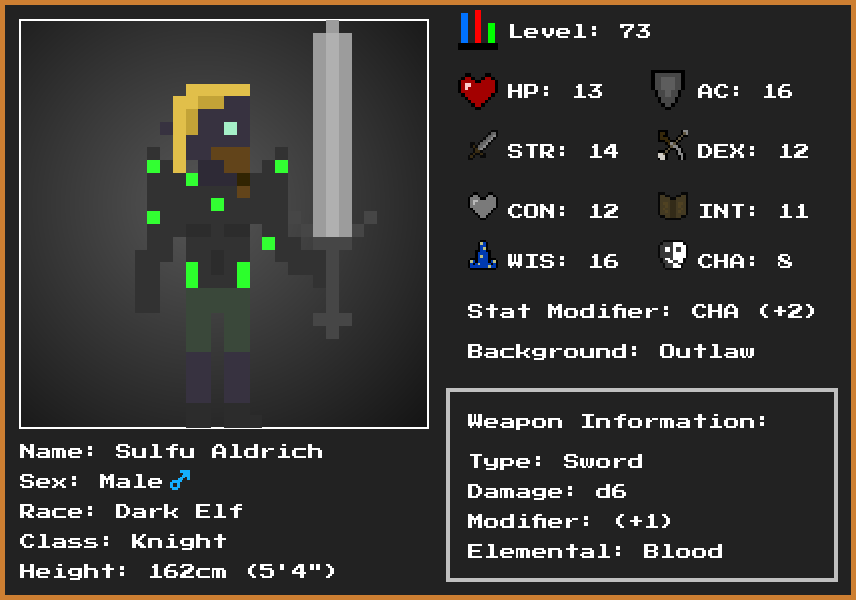 Level: 73
HP: 13 AC: 16
STR: 14 DEX: 12
CON: 12 INT: 11
WIS: 16 CHA: 8
Stat Modifier: CHA (+2)
Background: Outlaw
Weapon Information:
Type: Sword
Damage: d6
Modifier: (+1)
Elemental: Blood
Name: Sulfu Aldrich
Sex: Male♂
Race: Dark Elf
Class: Knight
Height: 162cm (5'4")